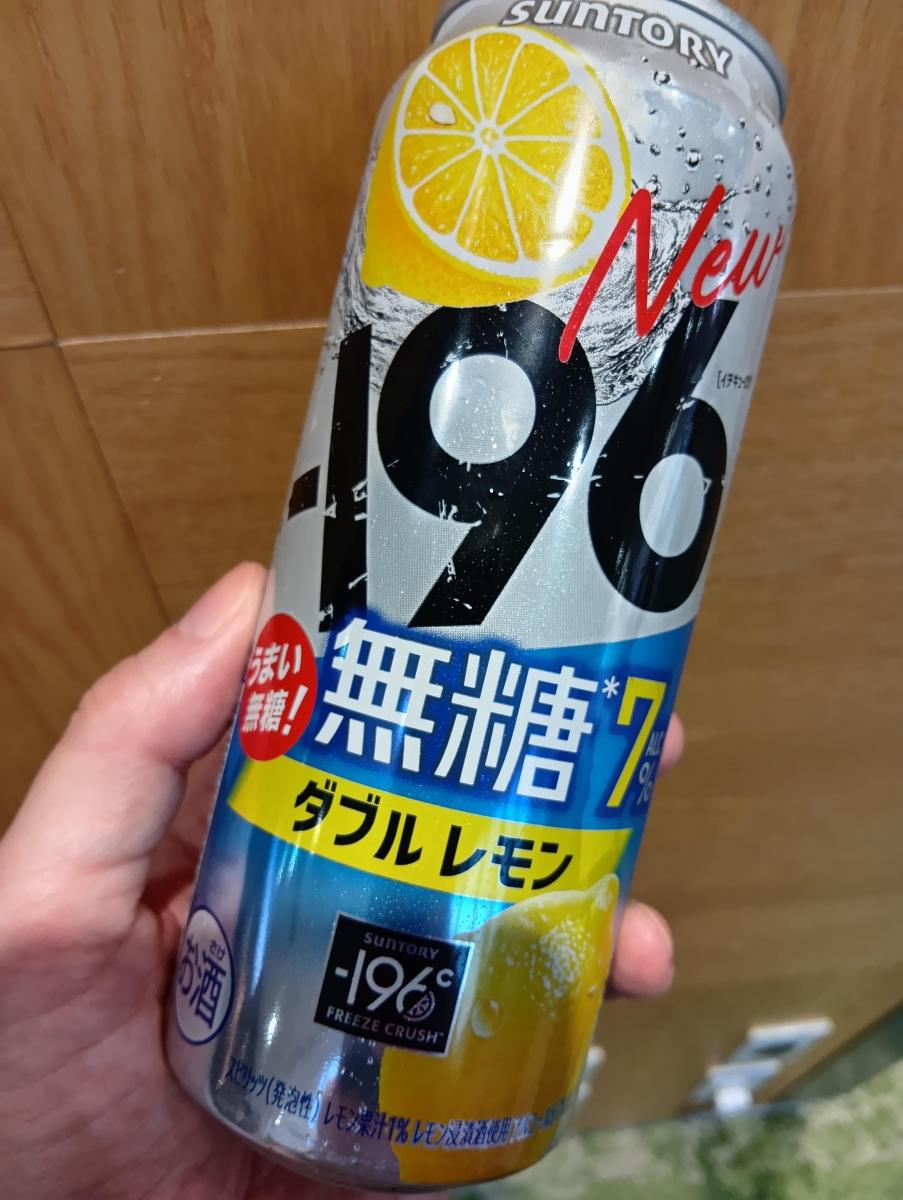 SUNTORY
New
-196
うまい
無糖!
無糖*
7
ALC.
%
ダブルレモン
さけ
お酒
SUNTORY
-196℃
FREEZE CRUSH
スピリッツ(発泡性) レモン果汁1% レモン浸漬酒使用